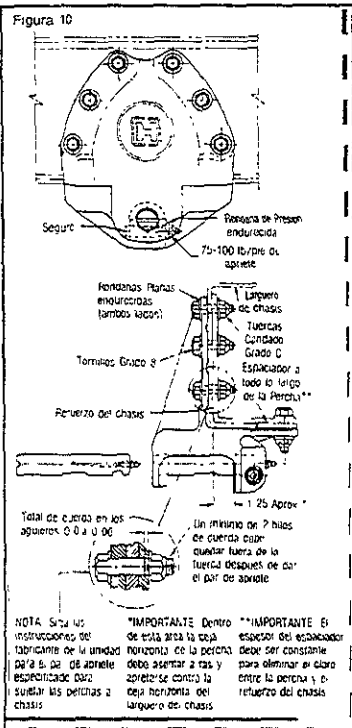 Figura 10
Seguro
Rondana de Presión
endurecida
75-100 lb/pie de
apriete
Rondanas Planas
endurecidas
(ambos lados)
Larguero
de chasis
Tuercas
Candado
Grado C
Tornillos Grado 8
Espaciador a
todo lo largo
de la Percha**
Refuerzo del chasis
1.25 Aprox *
Total de cuerda en los
agujeros 0.0 a 0.06
Un mínimo de 2 hilos
de cuerda debe
quedar fuera de la
tuerca después de dar
el par de apriete
NOTA Siga las
instrucciones del
fabricante de la unidad
para el par de apriete
especificado para
sujetar las perchas a
chasis
*IMPORTANTE Dentro
de esta área la ceja
horizontal de la percha
debe asentar a ras y
apretarse contra la
ceja horizontal del
larguero del chasis
**IMPORTANTE El
espesor del espaciador
debe ser constante
para eliminar el claro
entre la percha y el
refuerzo del chasis